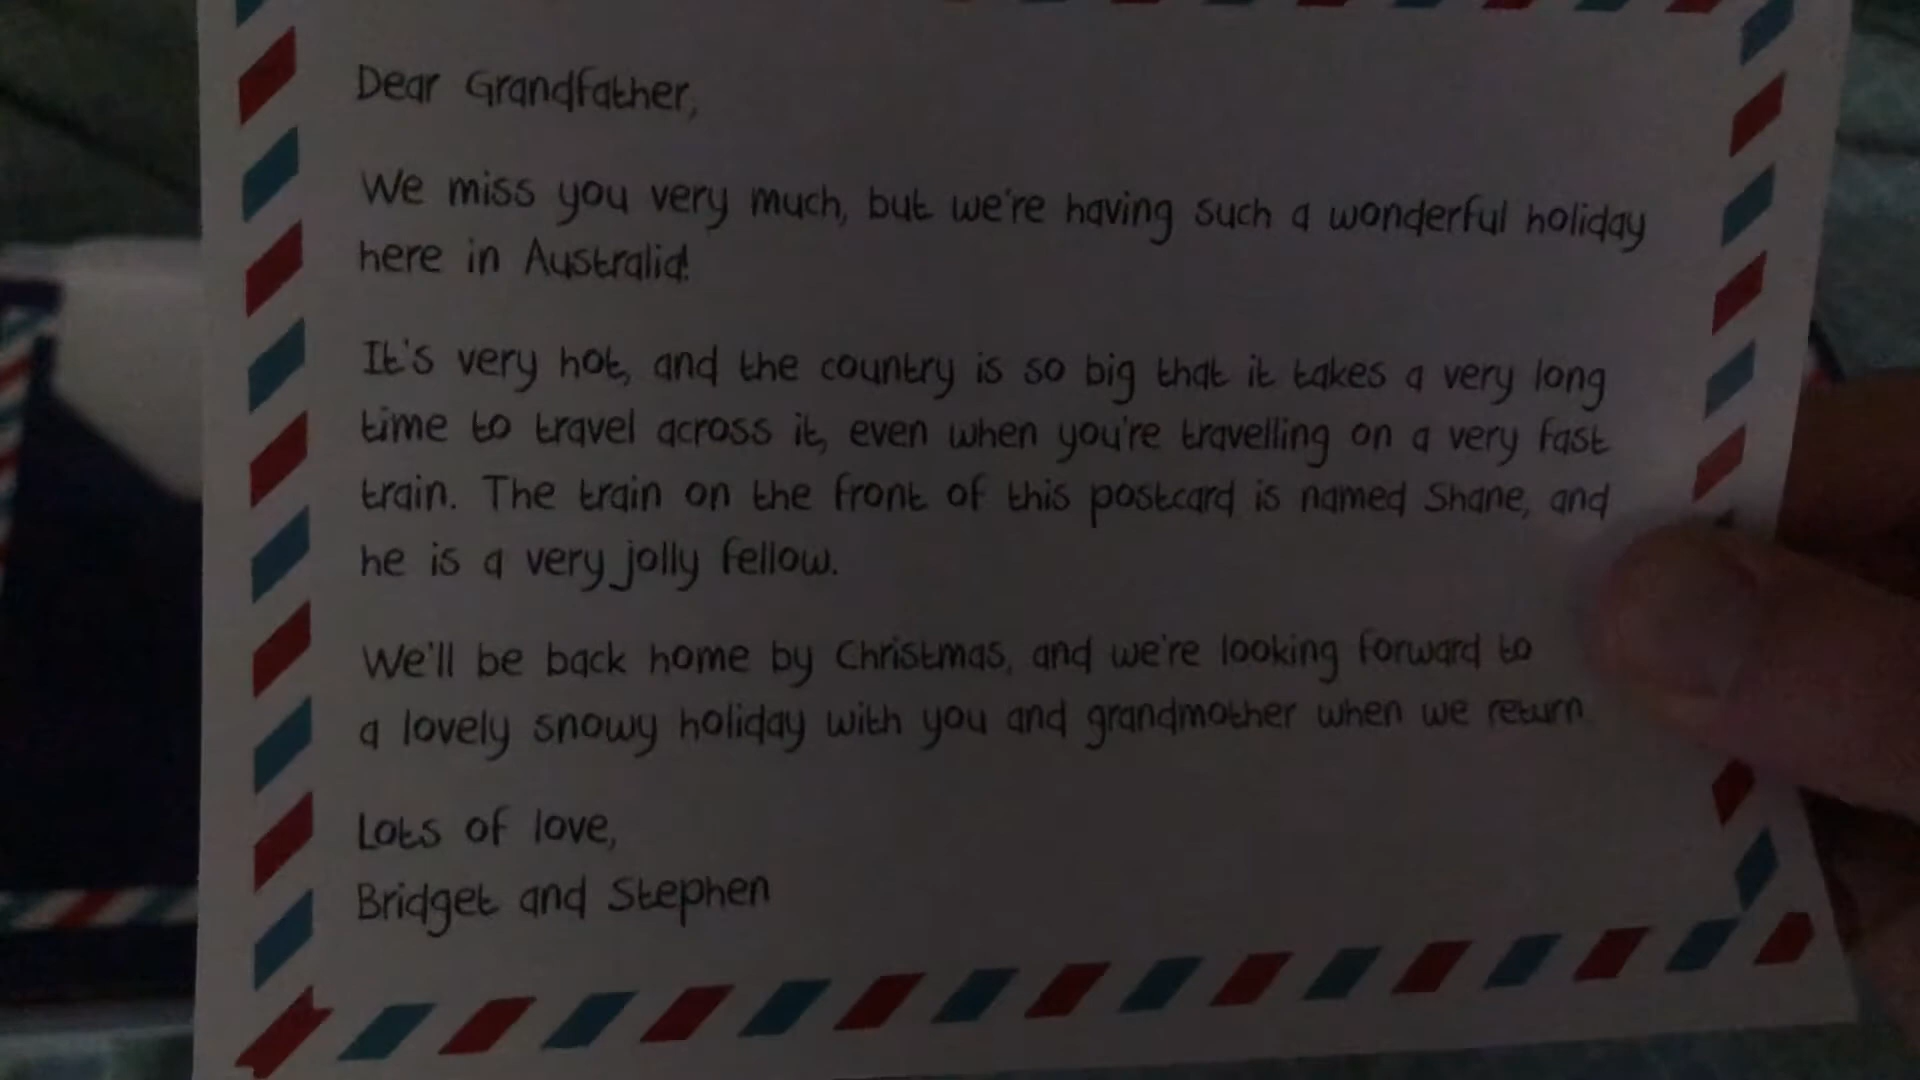 Dear Grandfather,
We miss you very much, but we're having such a wonderful holiday
here in Australia!
It's very hot, and the country is so big that it takes a very long
time to travel across it, even when you're travelling on a very fast
train. The train on the front of this postcard is named Shane, and
he is a very jolly fellow.
We'll be back home by Christmas, and we're looking forward to
a lovely snowy holiday with you and grandmother when we return.
Lots of love,
Bridget and Stephen